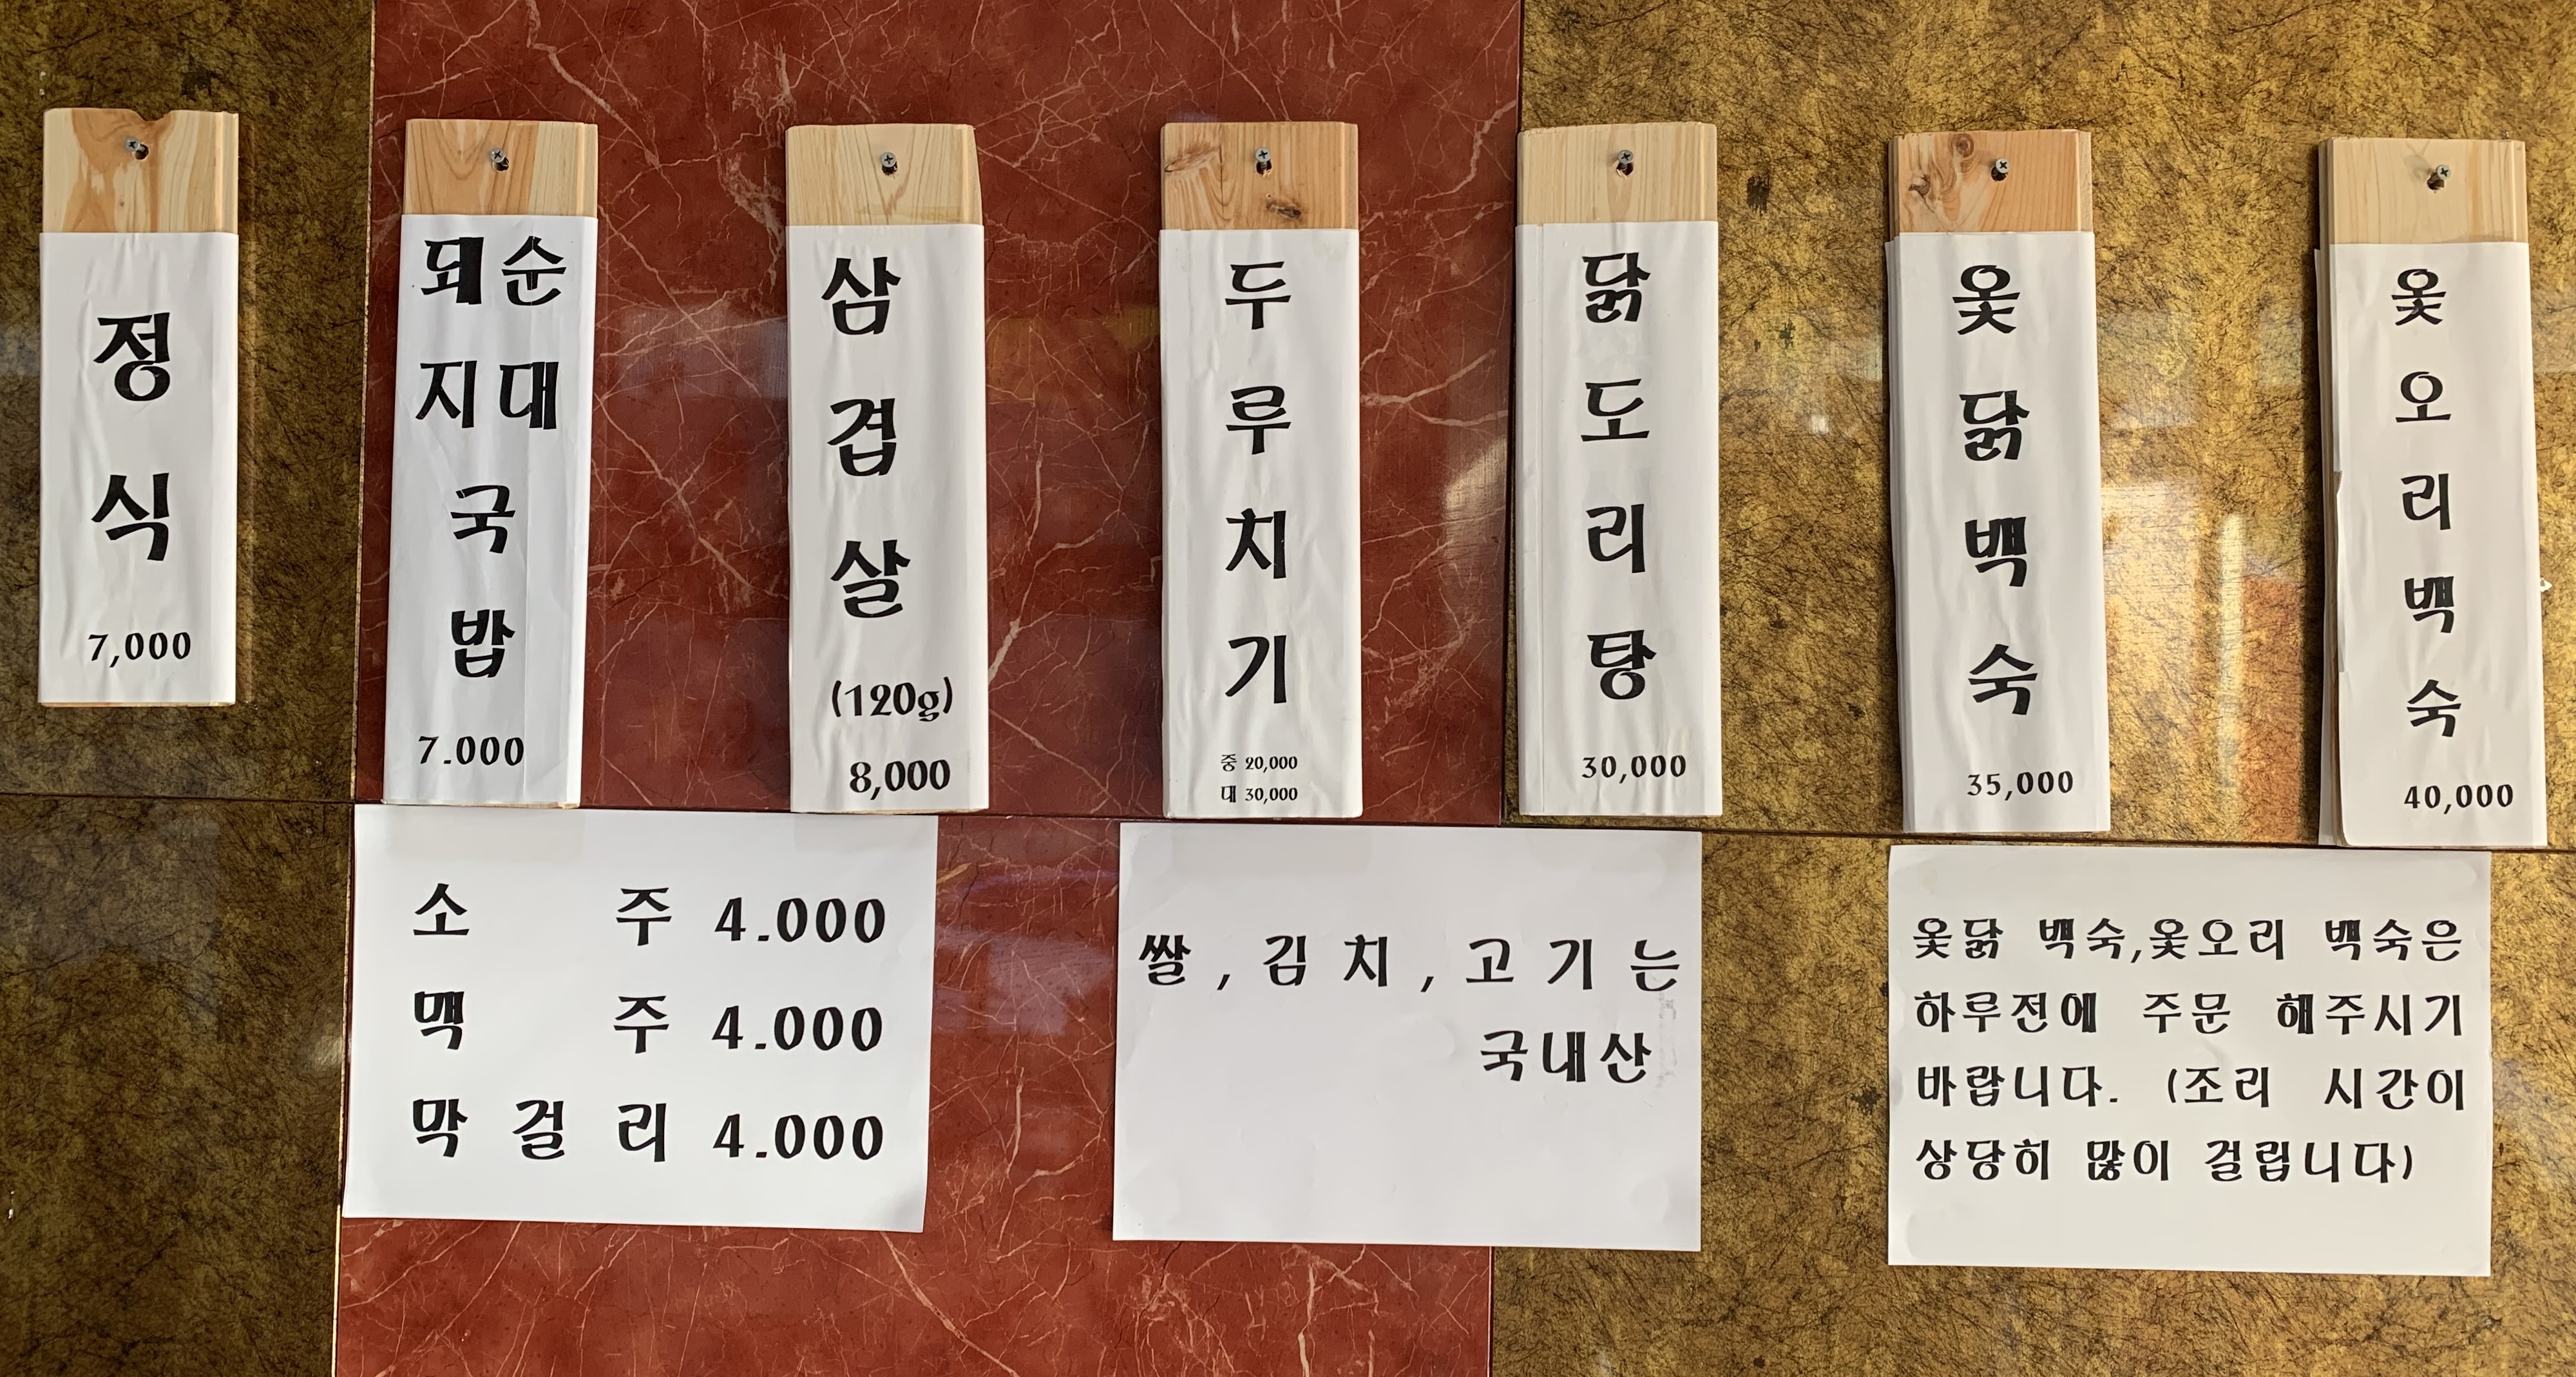 정식
7,000
돼지 순대
국밥
7.000
삼겹살
(120g)
8,000
두루치기
중 20,000
대 30,000
닭도리탕
30,000
옻닭백숙
35,000
옻오리백숙
40,000
소 주 4.000
맥 주 4.000
막 걸 리 4.000
쌀 , 김 치 , 고 기 는
국내산
옻닭 백숙,옻오리 백숙은
하루전에 주문 해주시기
바랍니다. (조리 시간이
상당히 많이 걸립니다)